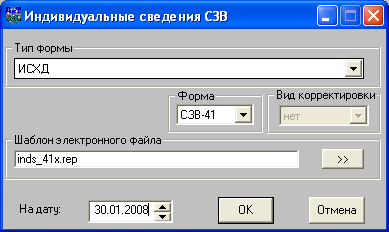 Индивидуальные сведения СЗВ
Тип формы
ИСХД
Форма
СЗВ-41
Вид корректировки
нет
Шаблон электронного файла
inds_41x.rep
>>
На дату:
30.01.2008
OK
Отмена